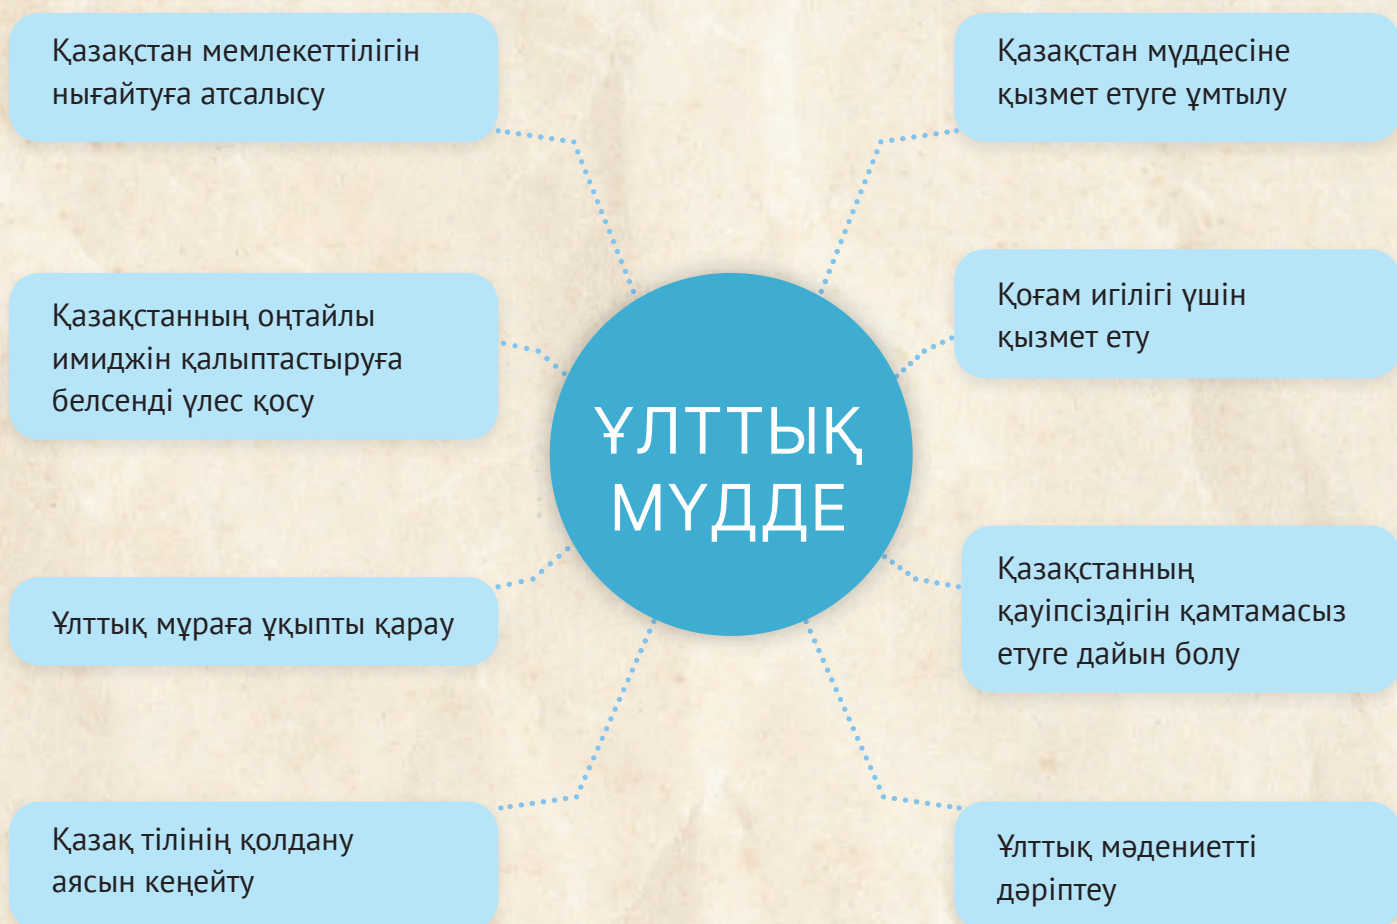 Қазақстан мемлекеттілігін
нығайтуға атсалысу
Қазақстанның оңтайлы
имиджін қалыптастыруға
белсенді үлес қосу
Ұлттық мұраға ұқыпты қарау
Қазақ тілінің қолдану
аясын кеңейту
ҰЛТТЫҚ
МҮДДЕ
Қазақстан мүддесіне
қызмет етуге ұмтылу
Қоғам игілігі үшін
қызмет ету
Қазақстанның
қауіпсіздігін қамтамасыз
етуге дайын болу
Ұлттық мәдениетті
дәріптеу